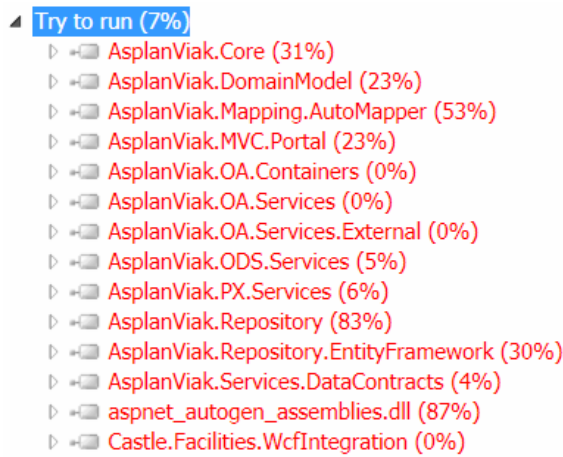 Try to run (7%)
AsplanViak.Core (31%)
AsplanViak.DomainModel (23%)
AsplanViak.Mapping.AutoMapper (53%)
AsplanViak.MVC.Portal (23%)
AsplanViak.OA.Containers (0%)
AsplanViak.OA.Services (0%)
AsplanViak.OA.Services.External (0%)
AsplanViak.ODS.Services (5%)
AsplanViak.PX.Services (6%)
AsplanViak.Repository (83%)
AsplanViak.Repository.EntityFramework (30%)
AsplanViak.Services.DataContracts (4%)
aspnet_autogen_assemblies.dll (87%)
Castle.Facilities.WcfIntegration (0%)